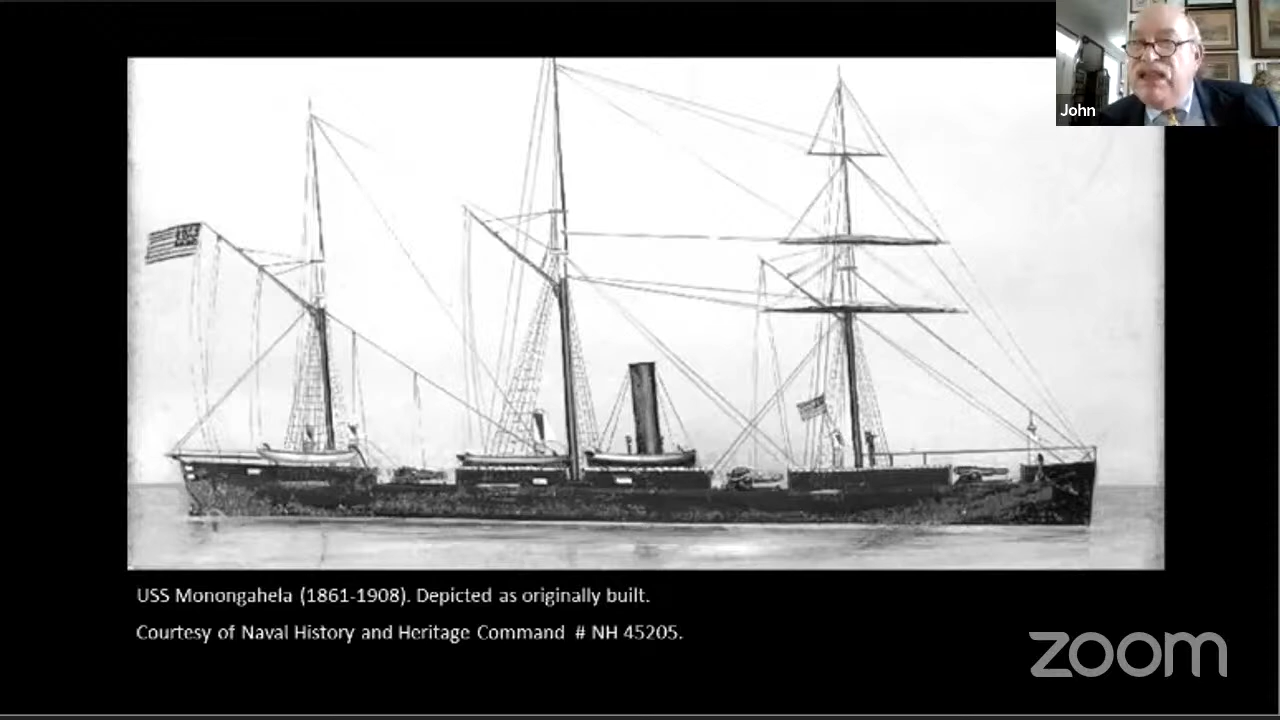 John
USS Monongahela (1861-1908). Depicted as originally built.
Courtesy of Naval History and Heritage Command # NH 45205.
zoom